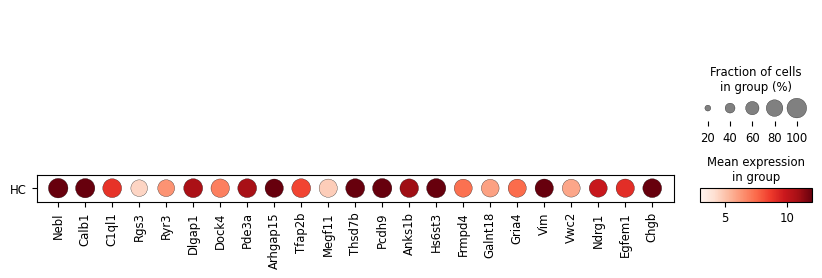 Fraction of cells
in group (%)
20 40 60 80 100
Mean expression
in group
5 10
HC
Nebl Calb1 C1ql1 Rgs3 Ryr3 Dlgap1 Dock4 Pde3a Arhgap15 Tfap2b Megf11 Thsd7b Pcdh9 Anks1b Hs6st3 Frmpd4 Galnt18 Gria4 Vim Vwc2 Ndrg1 Egfem1 Chgb